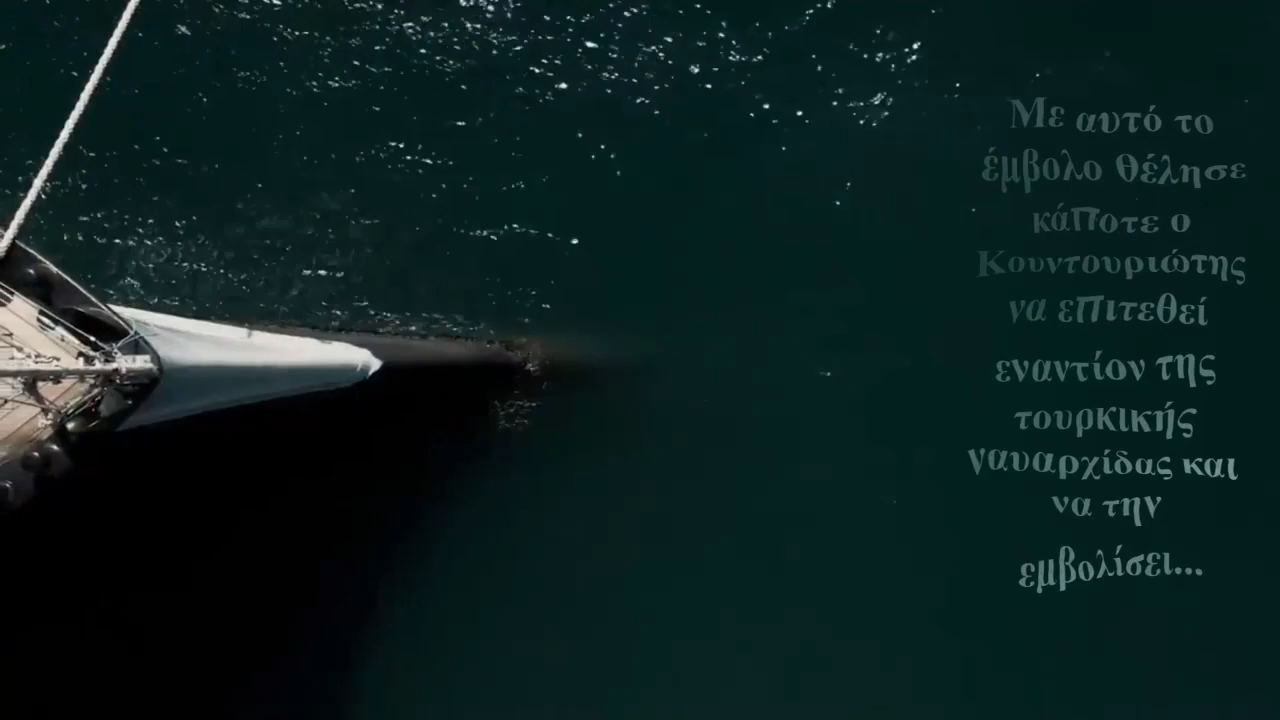 Με αυτό το
έμβολο θέλησε
κάποτε ο
Κουντουριώτης
να επιτεθεί
εναντίον της
τουρκικής
ναυαρχίδας και
να την
εμβολίσει...